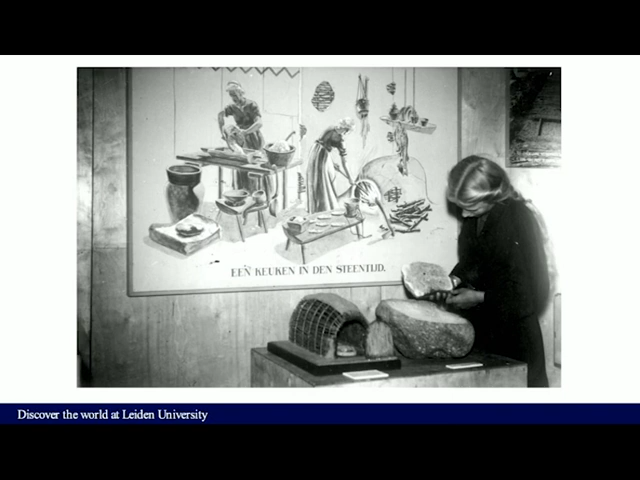 EEN KEUKEN IN DEN STEENTIJD.
Discover the world at Leiden University